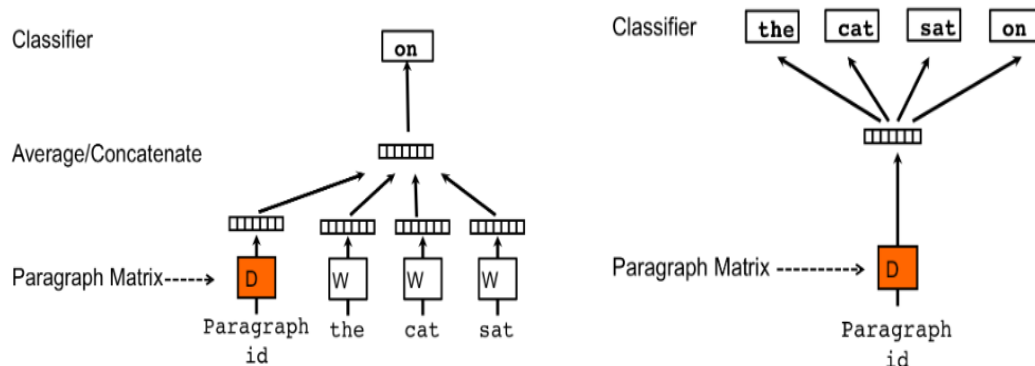 Classifier
on
Average/Concatenate
Paragraph Matrix
D
W
W
W
Paragraph
id
the
cat
sat
Classifier
the
cat
sat
on
Paragraph Matrix
D
Paragraph
id